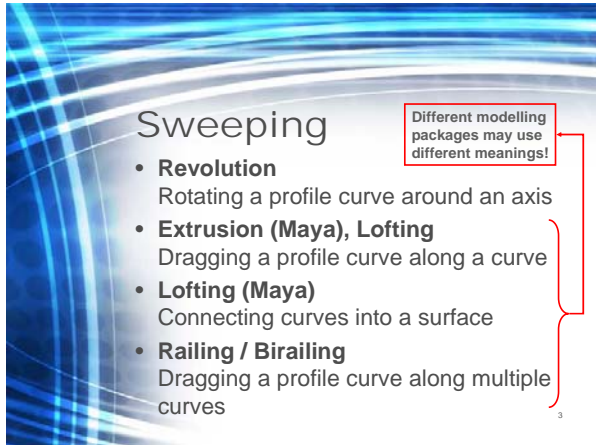 Sweeping
Different modelling
packages may use
different meanings!
• Revolution
Rotating a profile curve around an axis
• Extrusion (Maya), Lofting
Dragging a profile curve along a curve
• Lofting (Maya)
Connecting curves into a surface
• Railing / Birailing
Dragging a profile curve along multiple
curves
3